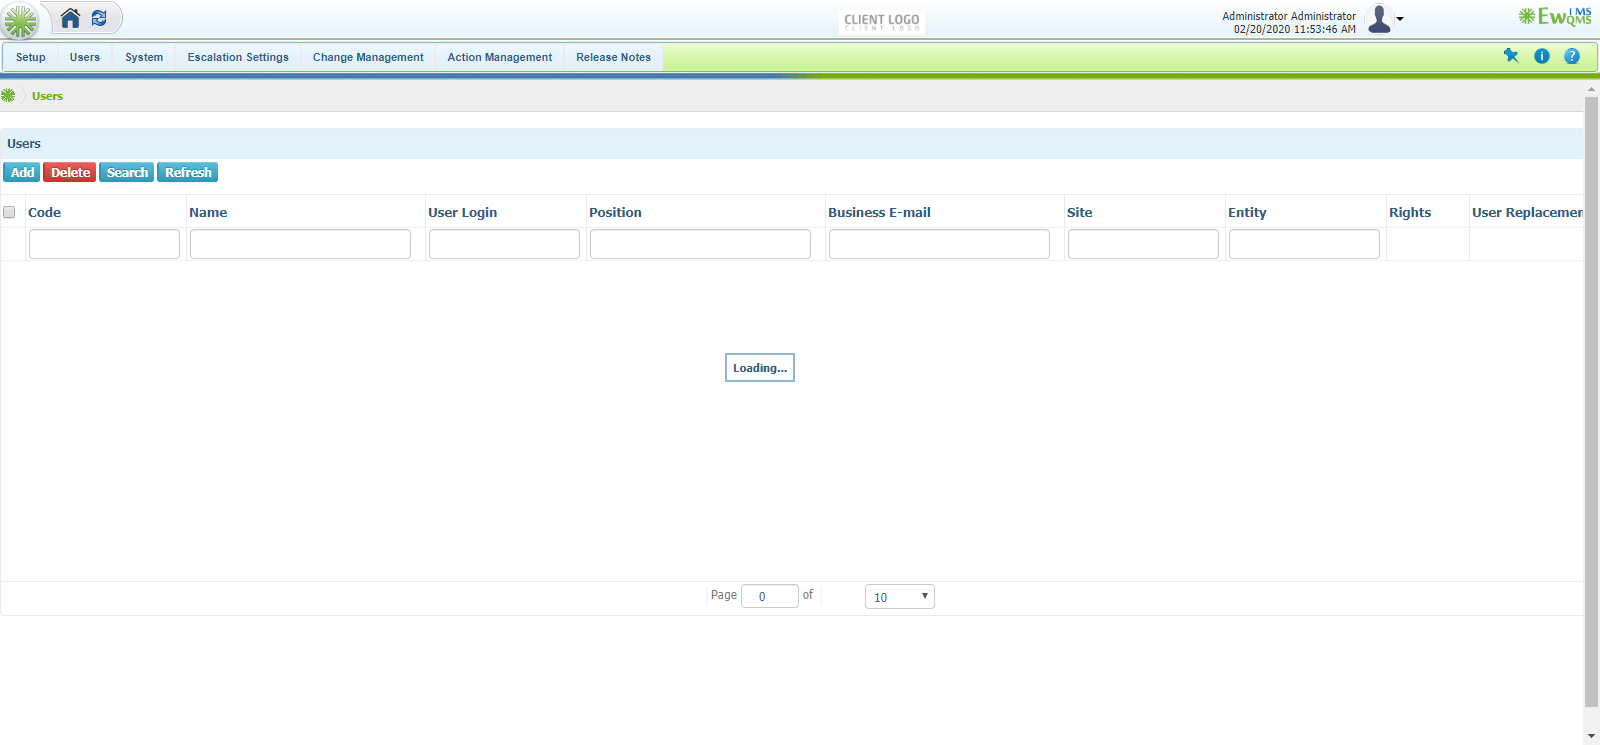 CLIENT LOGO
CLIENT LOGO
Administrator Administrator
02/20/2020 11:53:46 AM
EwQMS IMS
Setup Users System Escalation Settings Change Management Action Management Release Notes
Users
Users
Add Delete Search Refresh
Code Name User Login Position Business E-mail Site Entity Rights User Replacemen
Loading...
Page 0 of 10